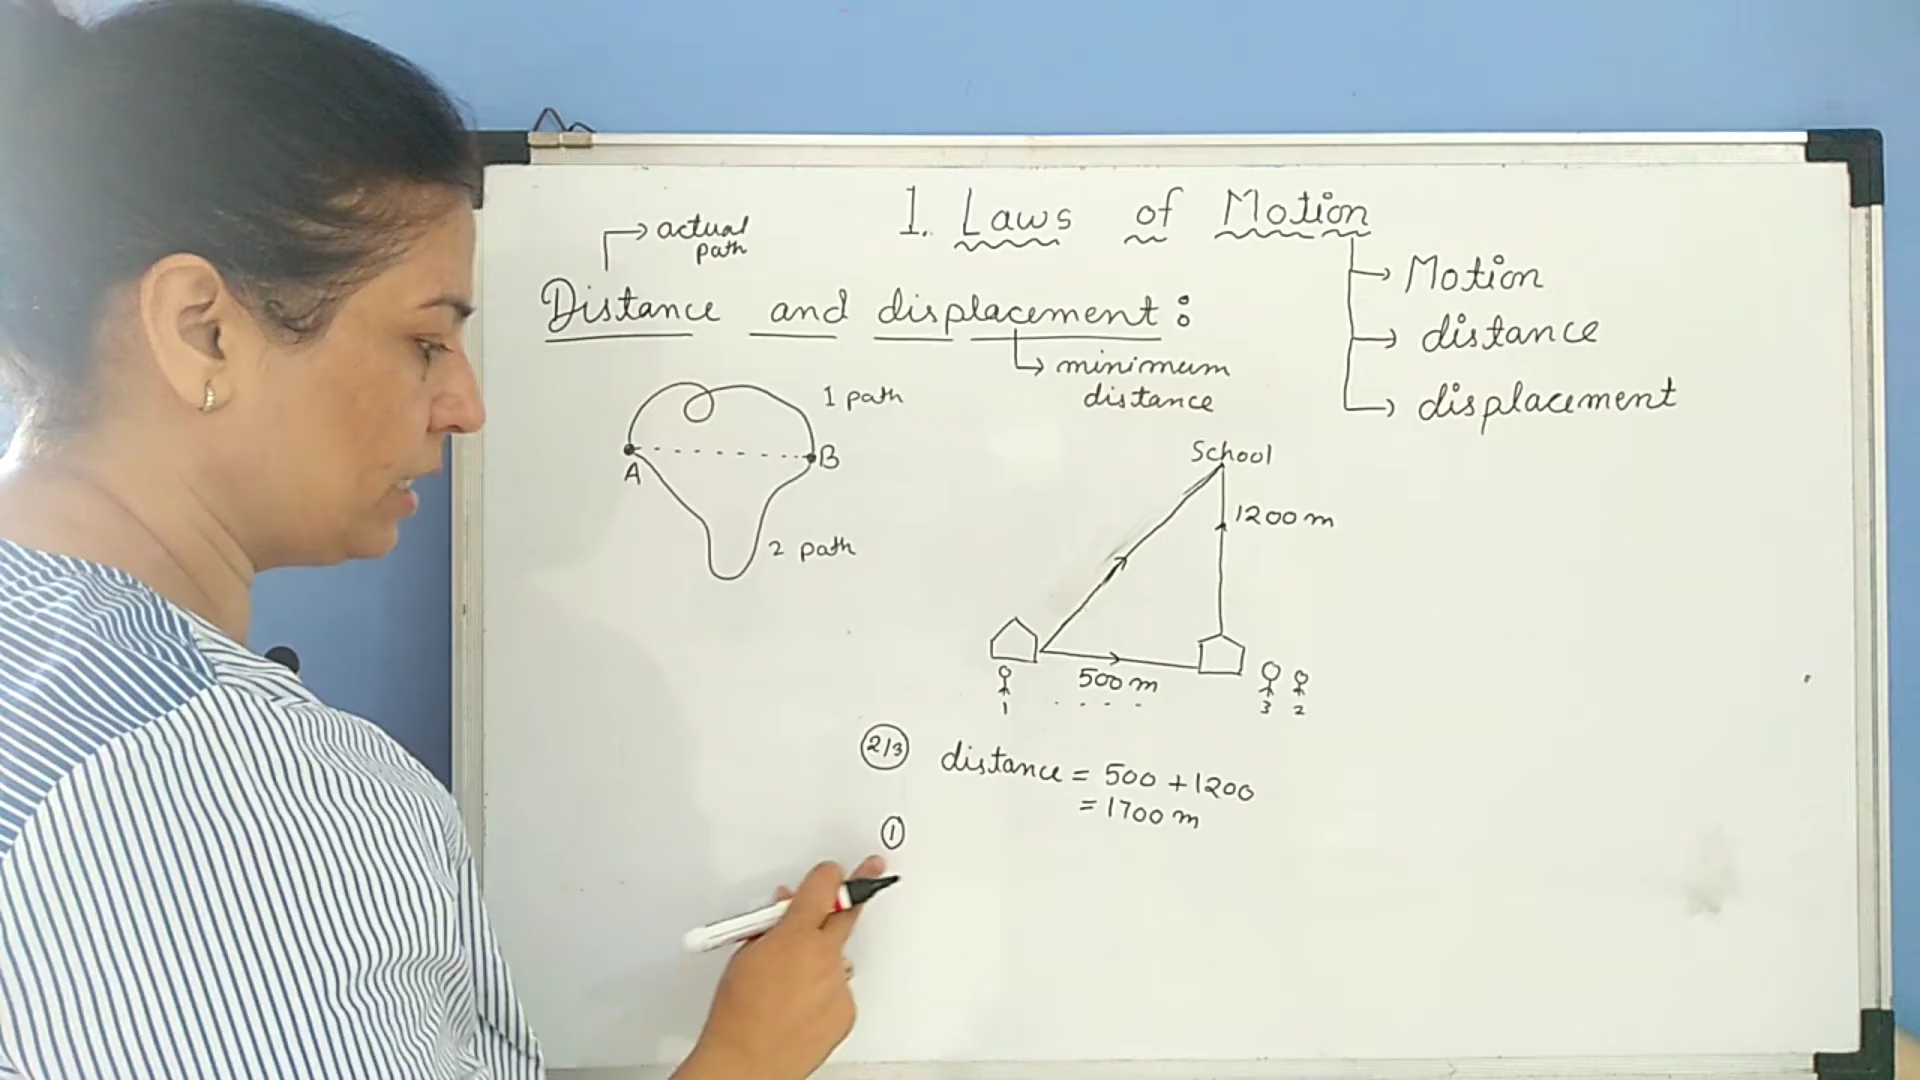 1. Laws of Motion
→ actual
path
Distance and displacement :
→ minimum
distance
→ Motion
→ distance
→ displacement
1 path
A
B
2 path
School
1200 m
500 m
1
3 2
2/3 distance = 500 + 1200
= 1700 m
1